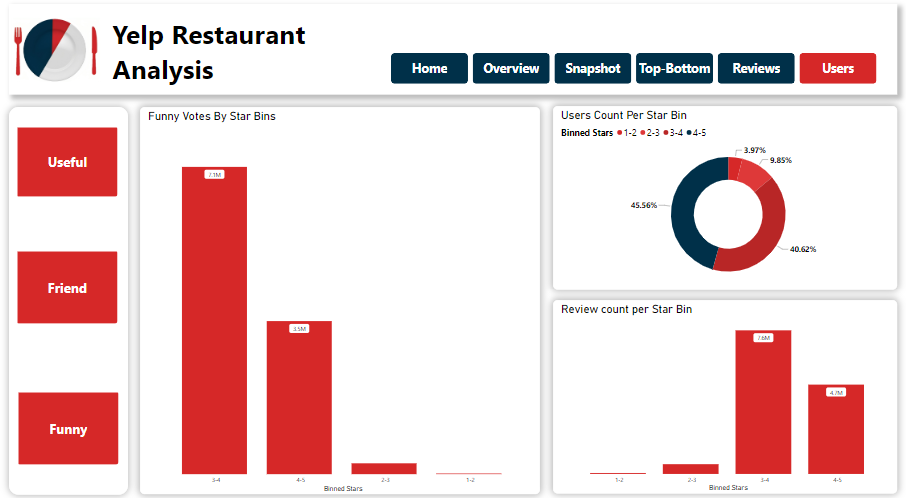 Yelp Restaurant
Analysis
Home
Overview
Snapshot
Top-Bottom
Reviews
Users
Useful
Friend
Funny
Funny Votes By Star Bins
7.1M
3.5M
3-4
4-5
2-3
1-2
Binned Stars
Users Count Per Star Bin
Binned Stars 1-2 2-3 3-4 4-5
3.97%
9.85%
45.56%
40.62%
Review count per Star Bin
7.6M
4.7M
1-2
2-3
3-4
4-5
Binned Stars